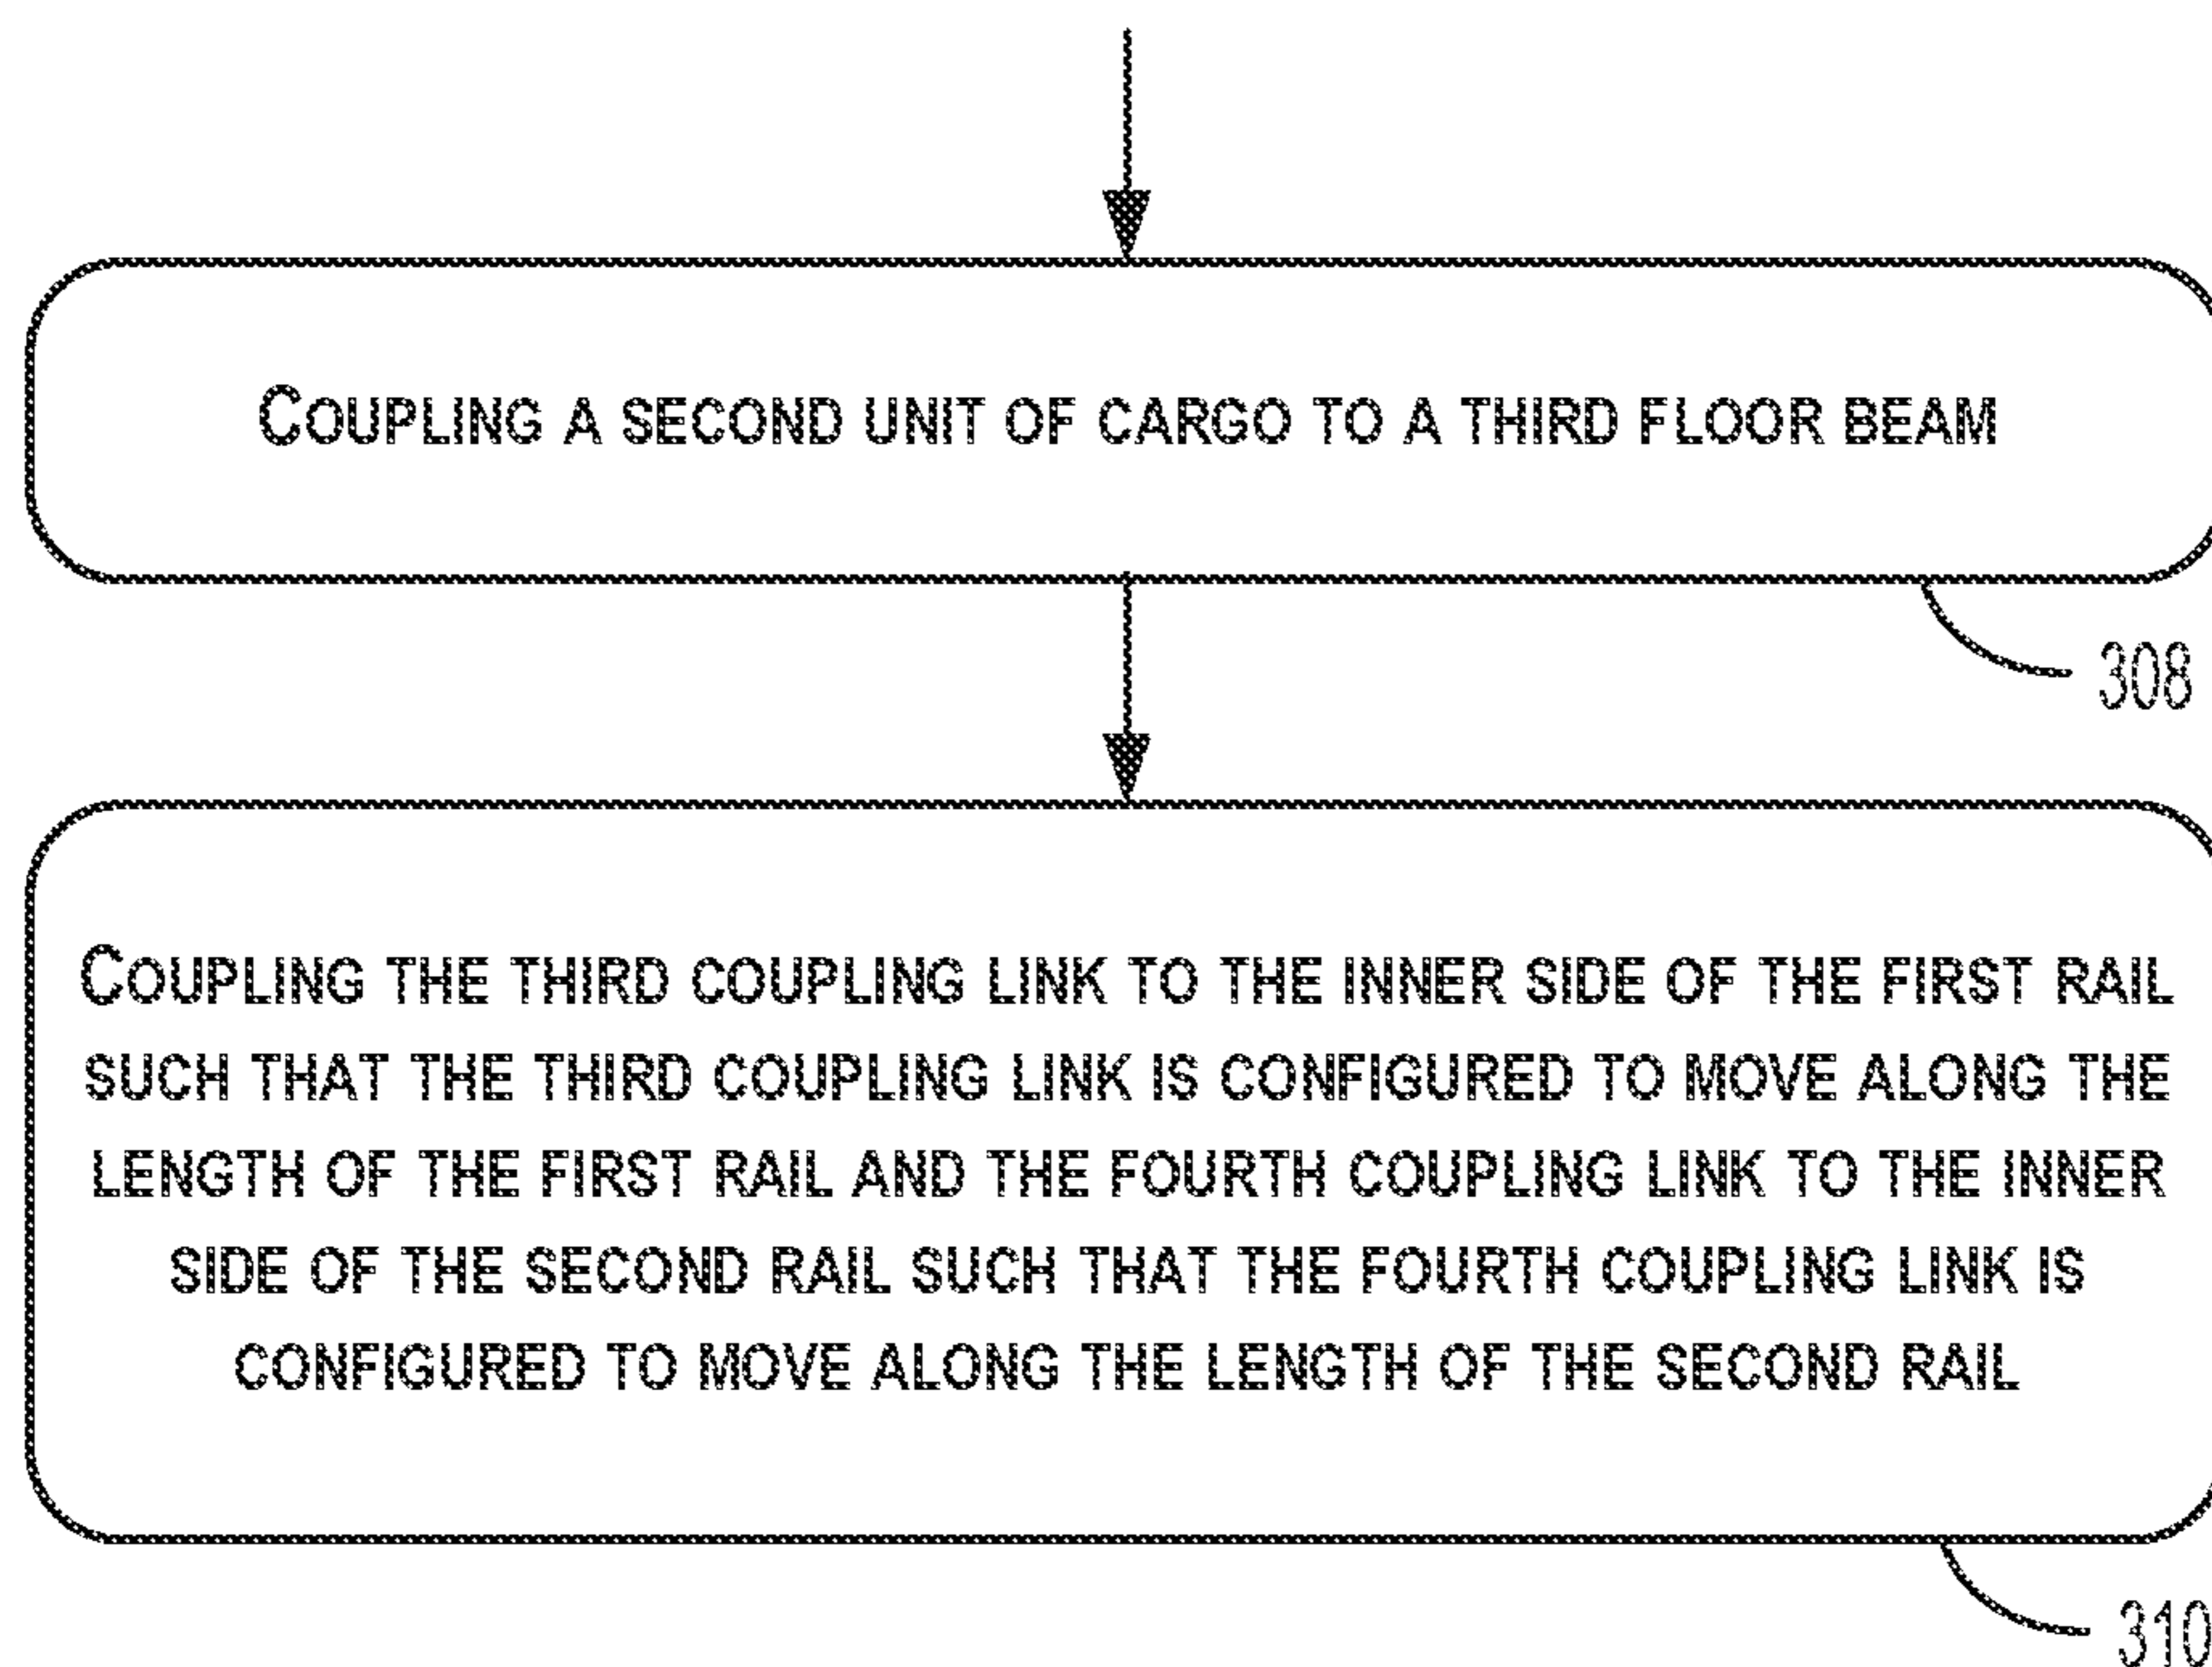 COUPLING A SECOND UNIT OF CARGO TO A THIRD FLOOR BEAM
308
COUPLING THE THIRD COUPLING LINK TO THE INNER SIDE OF THE FIRST RAIL
SUCH THAT THE THIRD COUPLING LINK IS CONFIGURED TO MOVE ALONG THE
LENGTH OF THE FIRST RAIL AND THE FOURTH COUPLING LINK TO THE INNER
SIDE OF THE SECOND RAIL SUCH THAT THE FOURTH COUPLING LINK IS
CONFIGURED TO MOVE ALONG THE LENGTH OF THE SECOND RAIL
310